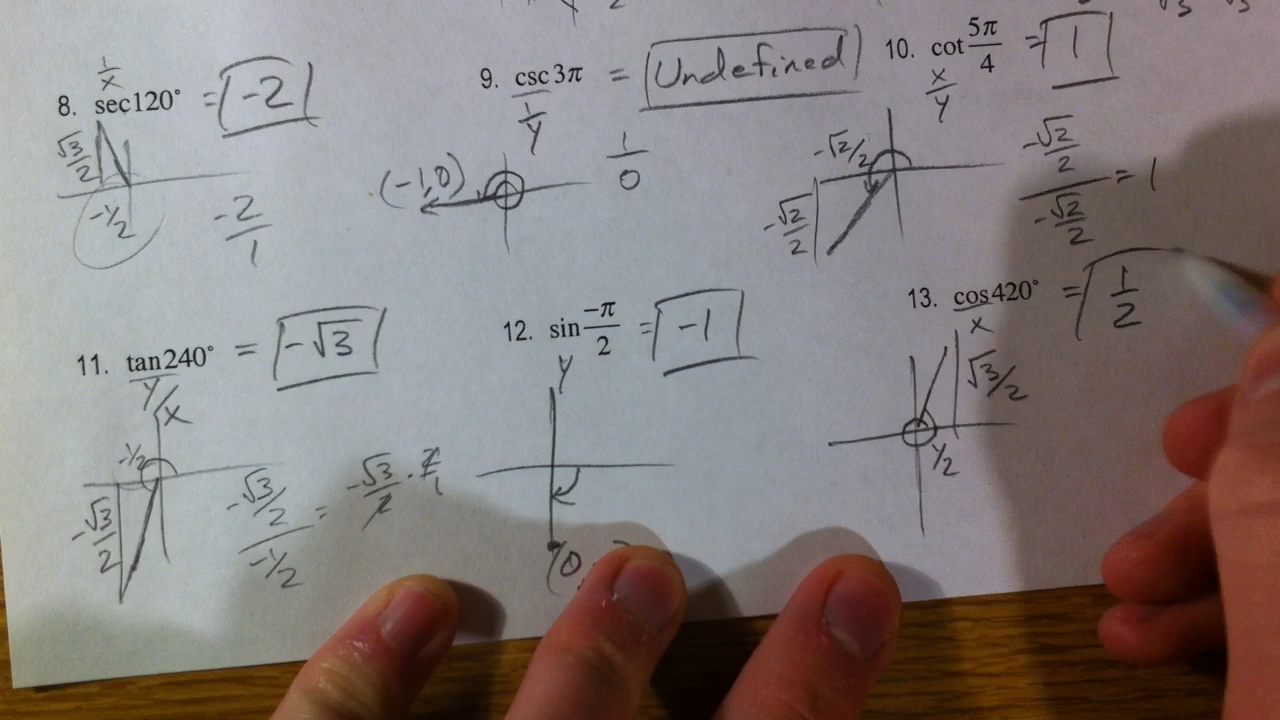 1/x
8. sec120° = -2
√3/2
-1/2
-2/1
9. csc3π = Undefined
1/y
(-1,0)
1/0
10. cot 5π/4 = 1
x/y
-√2/2
-√2/2
-√2/2 / -√2/2 = 1
11. tan240° = -√3
y/x
-1/2
-√3/2
-√3/2 / -1/2 = -√3/2 · 2/1
12. sin -π/2 = -1
y
(0,
13. cos420° = 1/2
x
√3/2
1/2